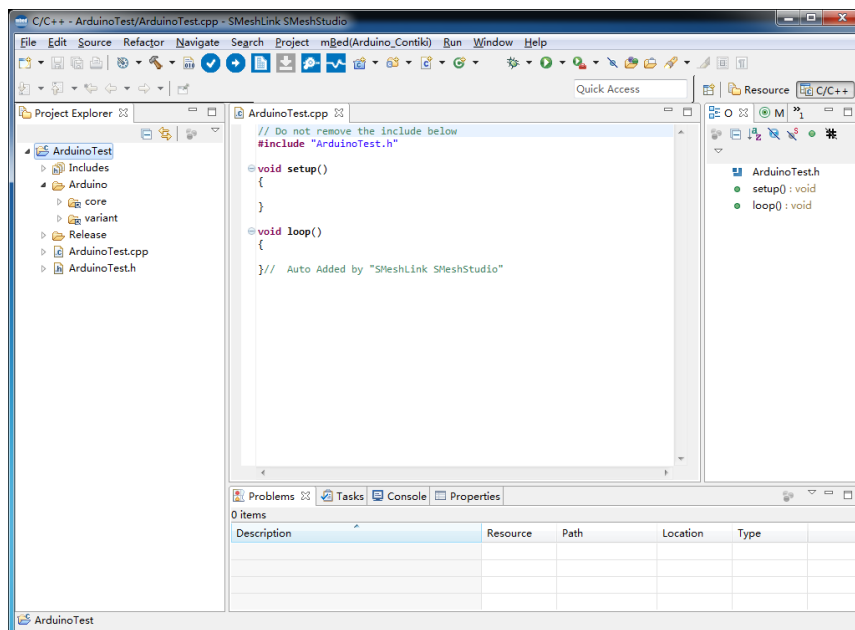 C/C++ - ArduinoTest/ArduinoTest.cpp - SMeshLink SMeshStudio
File Edit Source Refactor Navigate Search Project mBed(Arduino_Contiki) Run Window Help
Quick Access
Resource
C/C++
Project Explorer
ArduinoTest
Includes
Arduino
core
variant
Release
ArduinoTest.cpp
ArduinoTest.h
ArduinoTest.cpp
// Do not remove the include below
#include "ArduinoTest.h"
void setup()
{
}
void loop()
{
}// Auto Added by "SMeshLink SMeshStudio"
O
M
1
ArduinoTest.h
setup() : void
loop() : void
Problems Tasks Console Properties
0 items
Description Resource Path Location Type
ArduinoTest